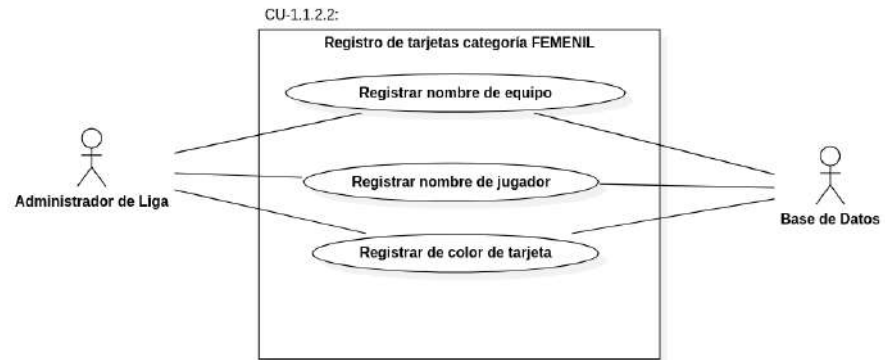 CU-1.1.2.2:
Registro de tarjetas categoría FEMENIL
Registrar nombre de equipo
Administrador de Liga
Registrar nombre de jugador
Base de Datos
Registrar de color de tarjeta